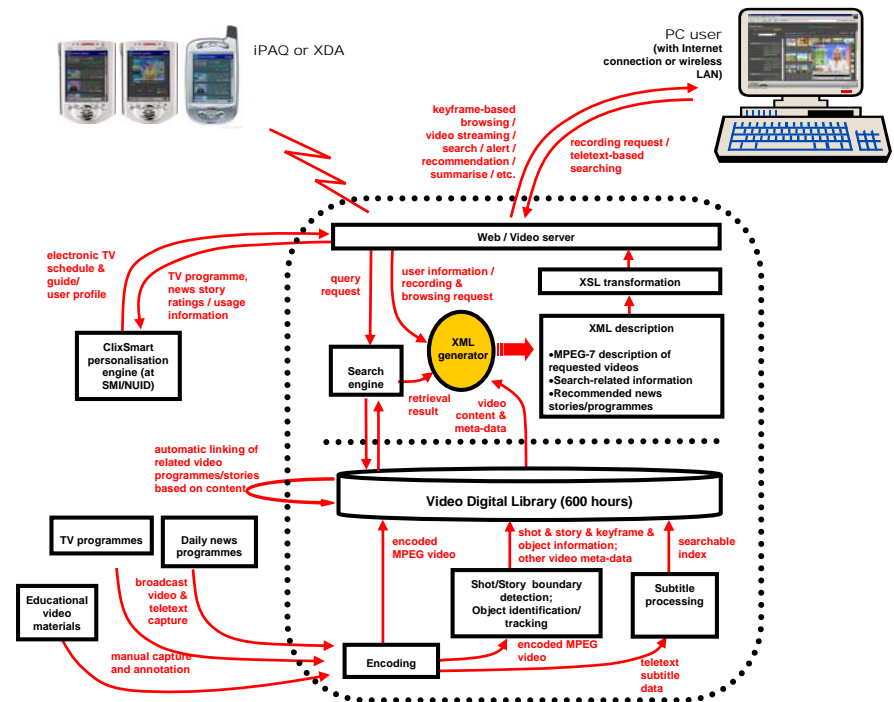 iPAQ or XDA
PC user
(with Internet
connection or wireless
LAN)
keyframe-based
browsing /
video streaming /
search / alert /
recommendation /
summarise / etc.
recording request /
teletext-based
searching
Web / Video server
electronic TV
schedule &
guide/
user profile
TV programme,
news story
ratings / usage
information
query
request
user information /
recording &
browsing request
XSL transformation
ClixSmart
personalisation
engine (at
SMI/NUID)
Search
engine
XML
generator
XML description
•MPEG-7 description of
requested videos
•Search-related information
•Recommended news
stories/programmes
retrieval
result
video
content &
meta-data
automatic linking of
related video
programmes/stories
based on content
Video Digital Library (600 hours)
TV programmes
Daily news
programmes
encoded
MPEG video
shot & story & keyframe &
object information;
other video meta-data
searchable
index
Educational
video
materials
broadcast
video &
teletext
capture
Shot/Story boundary
detection;
Object identification/
tracking
Subtitle
processing
manual capture
and annotation
Encoding
encoded MPEG
video
teletext
subtitle
data